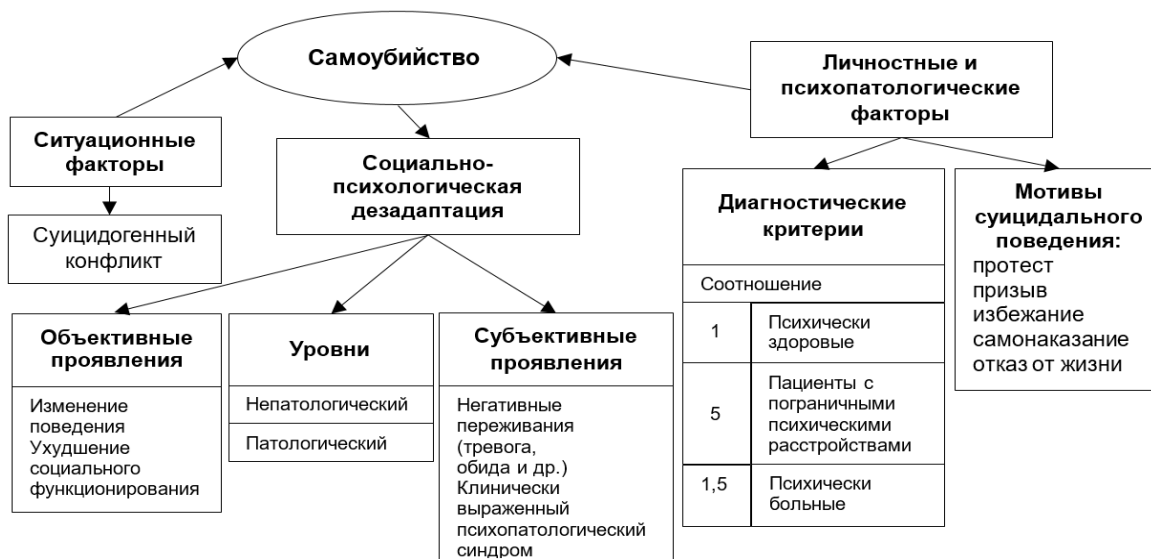 Самоубийство
Личностные и
психопатологические
факторы
Ситуационные
факторы
Суицидогенный
конфликт
Социально-
психологическая
дезадаптация
Диагностические
критерии
Соотношение
1
Психически
здоровые
5
Пациенты с
пограничными
психическими
расстройствами
1,5
Психически
больные
Мотивы
суицидального
поведения:
протест
призыв
избежание
самонаказание
отказ от жизни
Объективные
проявления
Изменение
поведения
Ухудшение
социального
функционирования
Уровни
Непатологический
Патологический
Субъективные
проявления
Негативные
переживания
(тревога,
обида и др.)
Клинически
выраженный
психопатологический
синдром